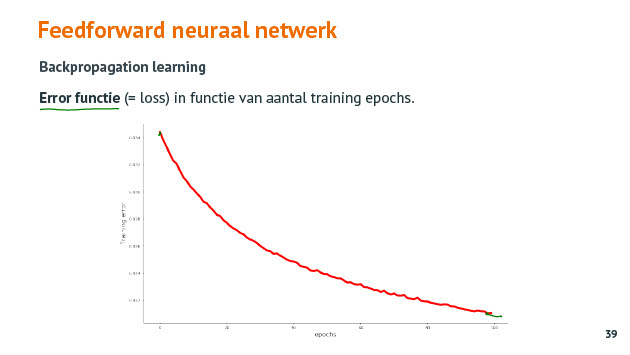 Feedforward neuraal netwerk
Backpropagation learning
Error functie (= loss) in functie van aantal training epochs.
0.034
0.032
0.030
0.028
0.026
0.024
0.022
Training error
0 20 40 60 80 100
epochs
39